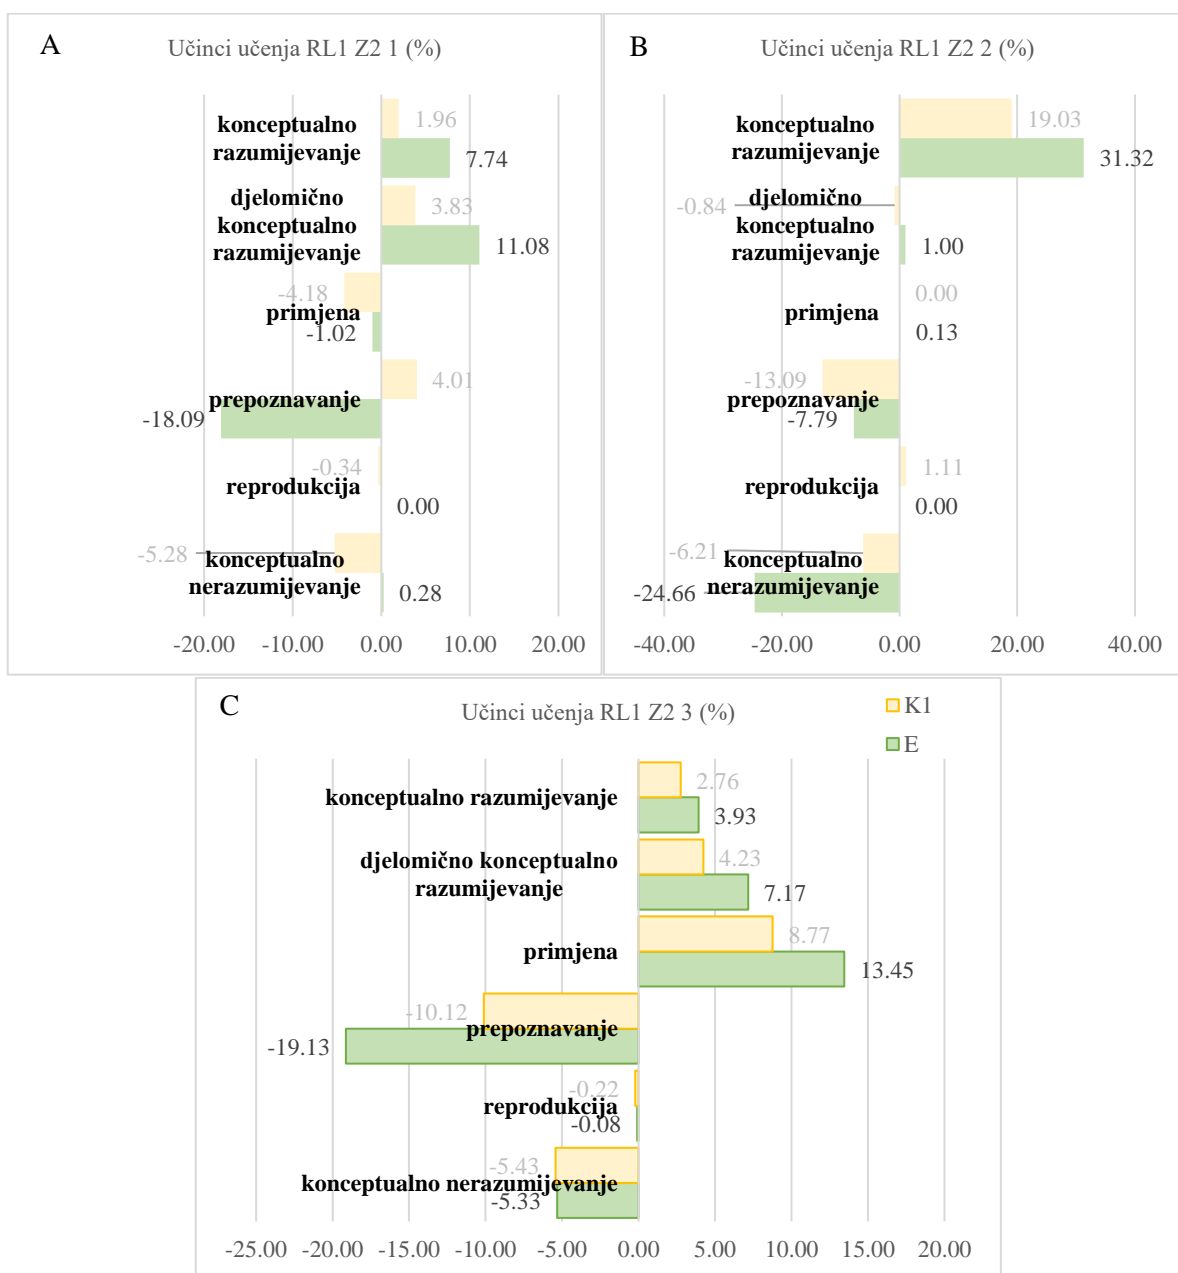 A
Učinci učenja RL1 Z2 1 (%)
konceptualno
razumijevanje
1.96
7.74
djelomično
konceptualno
razumijevanje
3.83
11.08
-4.18
primjena
-1.02
4.01
prepoznavanje
-18.09
-0.34
reprodukcija
0.00
-5.28
konceptualno
nerazumijevanje
0.28
-20.00 -10.00 0.00 10.00 20.00
B
Učinci učenja RL1 Z2 2 (%)
konceptualno
razumijevanje
19.03
31.32
djelomično
konceptualno
razumijevanje
-0.84
1.00
0.00
primjena
0.13
-13.09
prepoznavanje
-7.79
1.11
reprodukcija
0.00
-6.21
konceptualno
nerazumijevanje
-24.66
-40.00 -20.00 0.00 20.00 40.00
C
Učinci učenja RL1 Z2 3 (%)
K1
E
konceptualno razumijevanje
2.76
3.93
djelomično konceptualno
razumijevanje
4.23
7.17
primjena
8.77
13.45
-10.12
prepoznavanje
-19.13
-0.22
reprodukcija
-0.08
-5.43
konceptualno nerazumijevanje
-5.33
-25.00 -20.00 -15.00 -10.00 -5.00 0.00 5.00 10.00 15.00 20.00